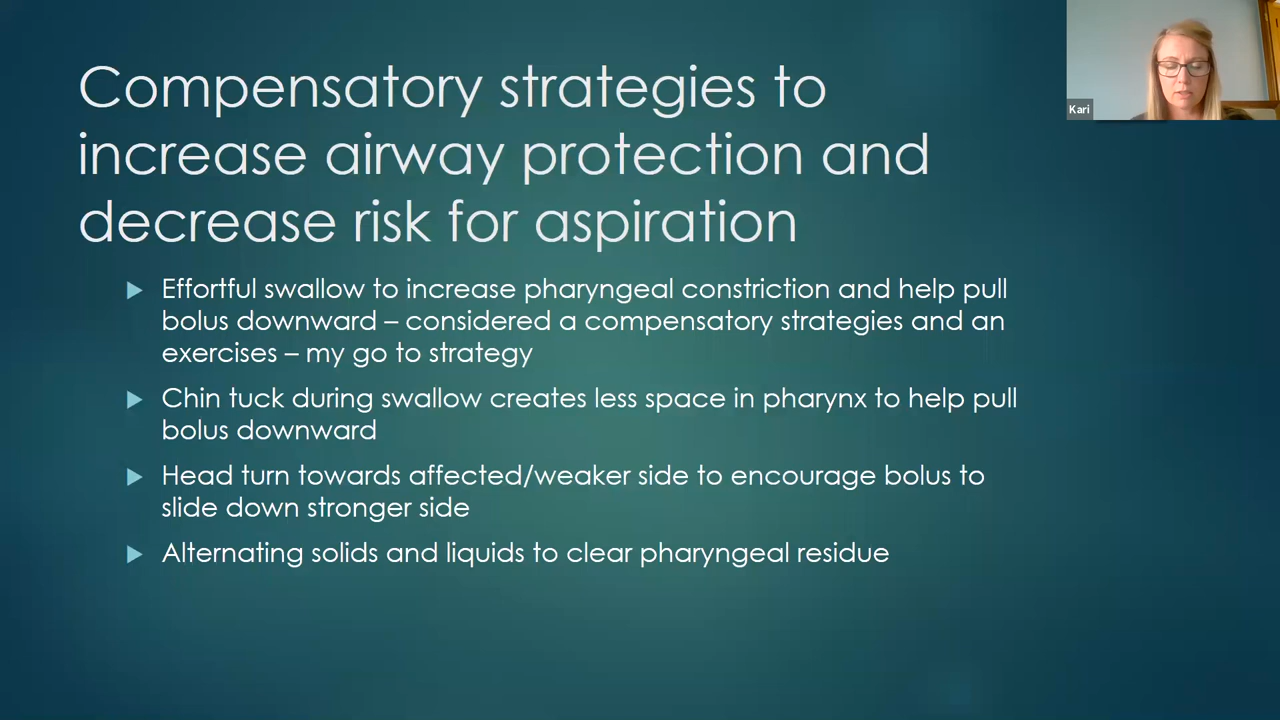 Compensatory strategies to
increase airway protection and
decrease risk for aspiration
Effortful swallow to increase pharyngeal constriction and help pull
bolus downward – considered a compensatory strategies and an
exercises – my go to strategy
Chin tuck during swallow creates less space in pharynx to help pull
bolus downward
Head turn towards affected/weaker side to encourage bolus to
slide down stronger side
Alternating solids and liquids to clear pharyngeal residue
Kari